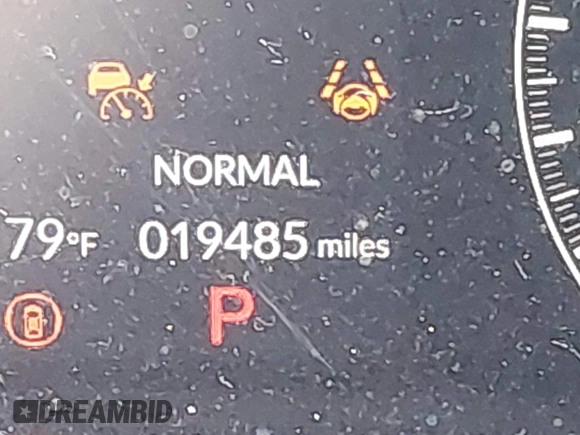 NORMAL
79°F 019485 miles
P
DREAMBID